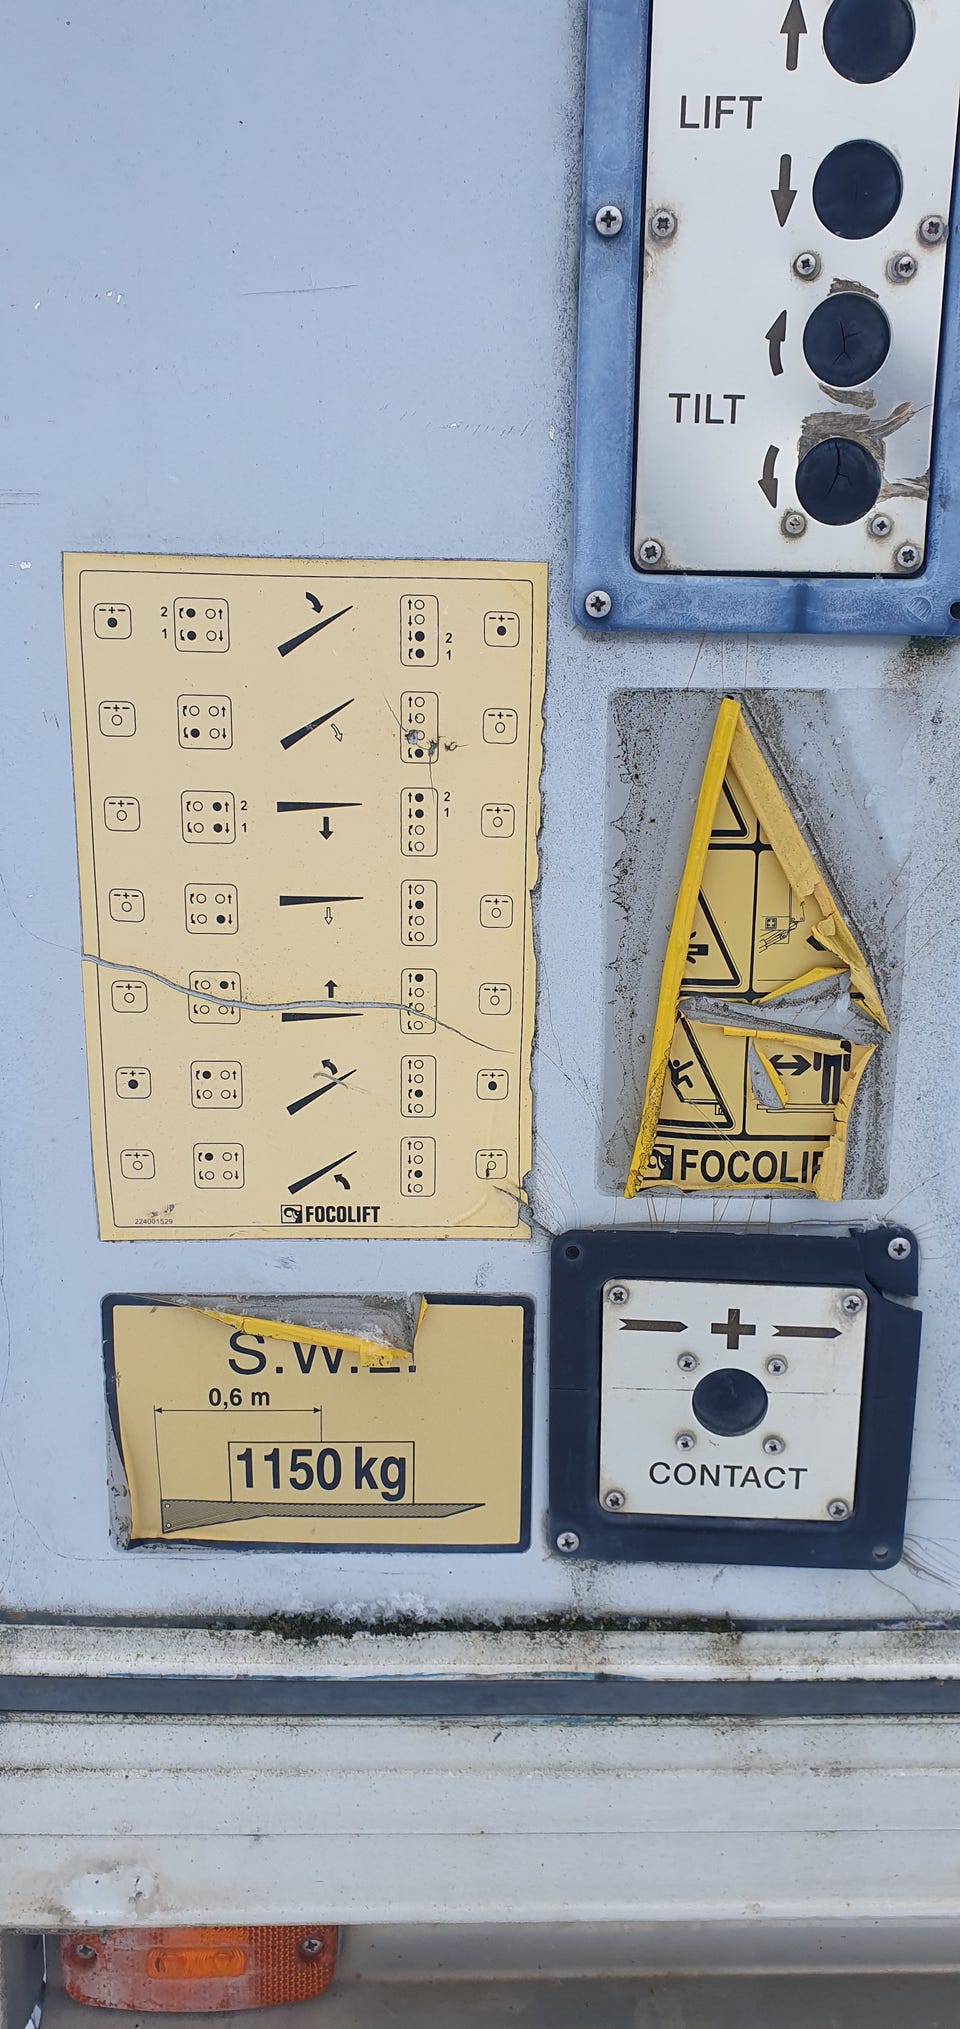 LIFT
TILT
2
1
2
1
2
1
2
1
FOCOLIFT
224001529
FOCOLIF
S.W.L.
0,6 m
1150 kg
+
CONTACT